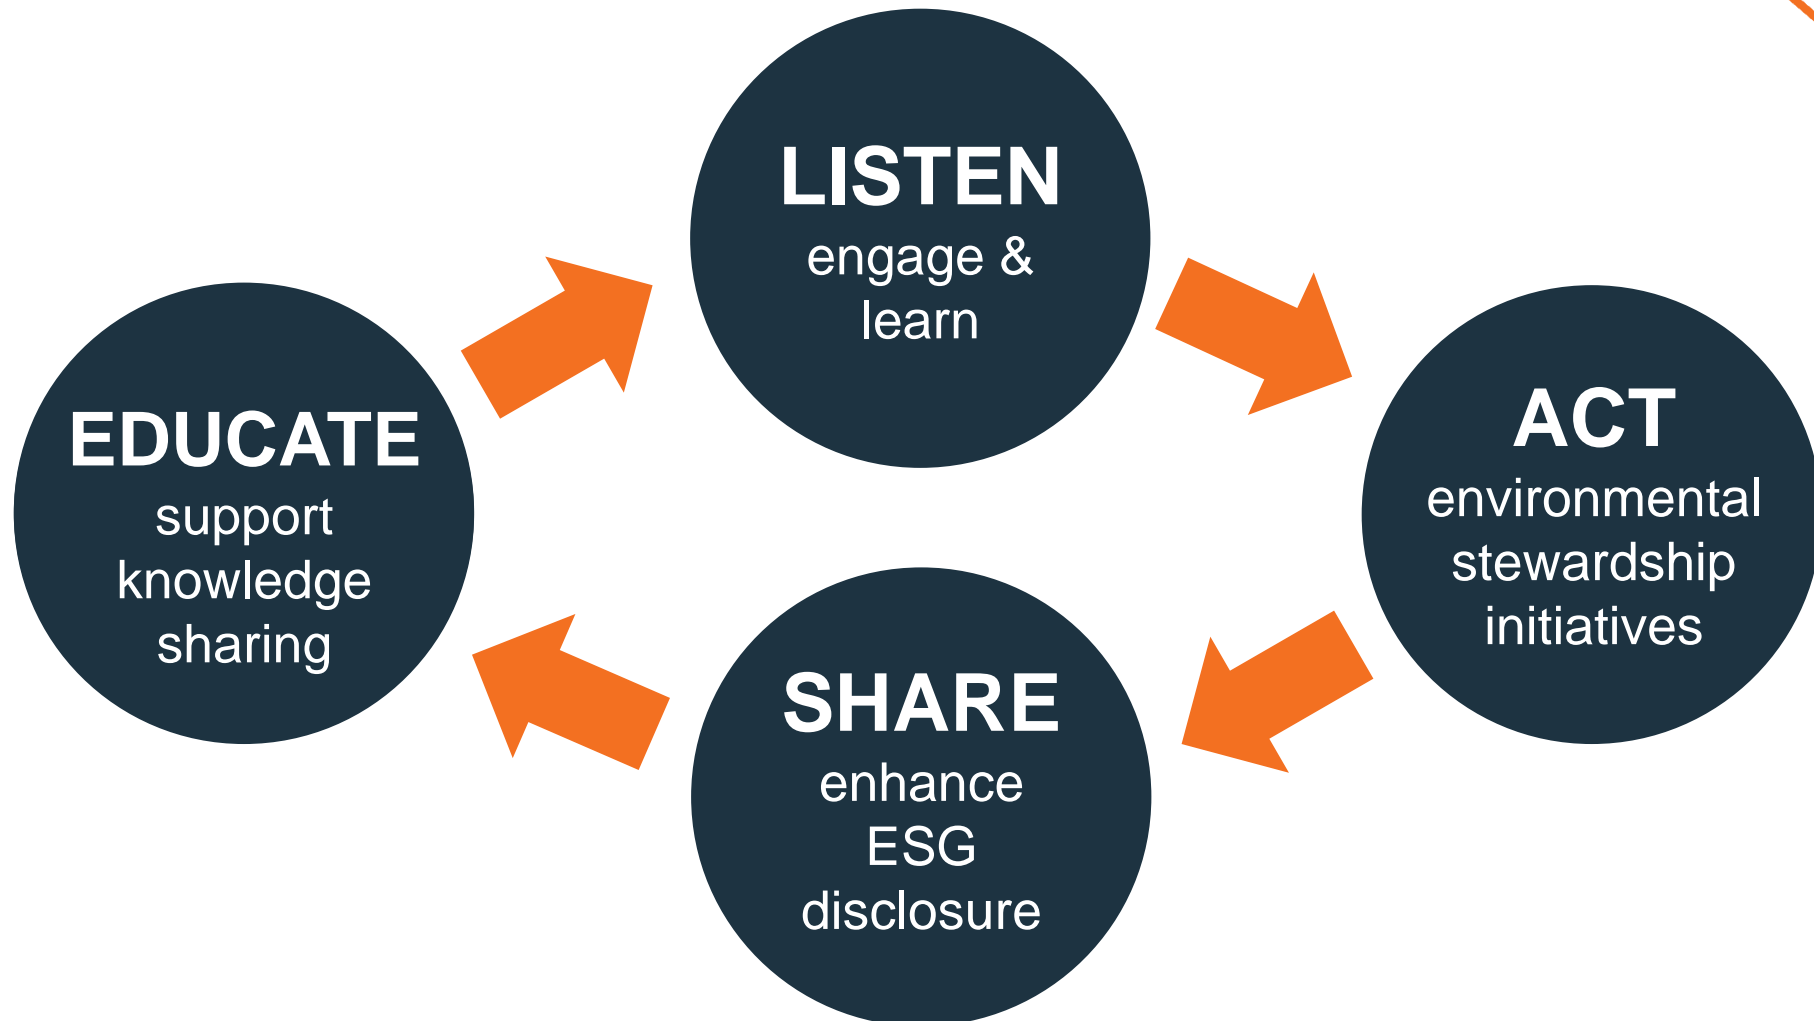 LISTEN
engage &
learn
ACT
environmental
stewardship
initiatives
SHARE
enhance
ESG
disclosure
EDUCATE
support
knowledge
sharing